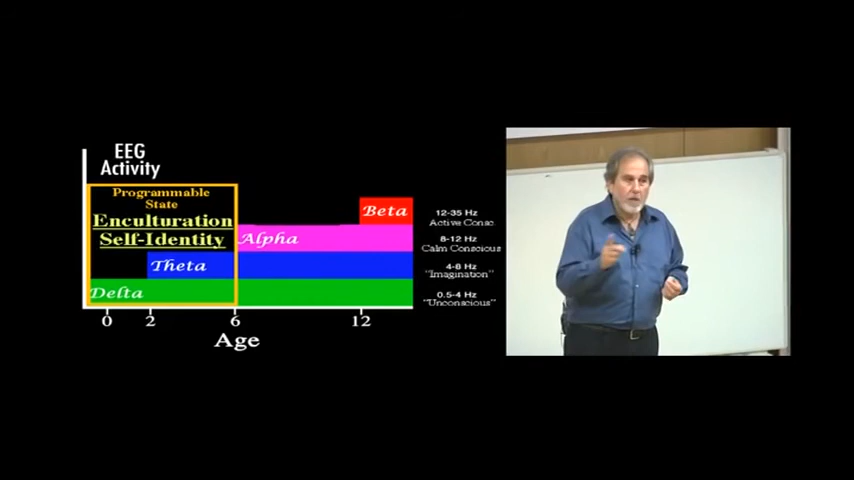 EEG
Activity
Programmable
State
Enculturation
Self-Identity
Beta
Alpha
Theta
Delta
12-35 Hz
Active Consc.
8-12 Hz
Calm Conscious
4-8 Hz
"Imagination"
0.5-4 Hz
"Unconscious"
0 2 6 12
Age